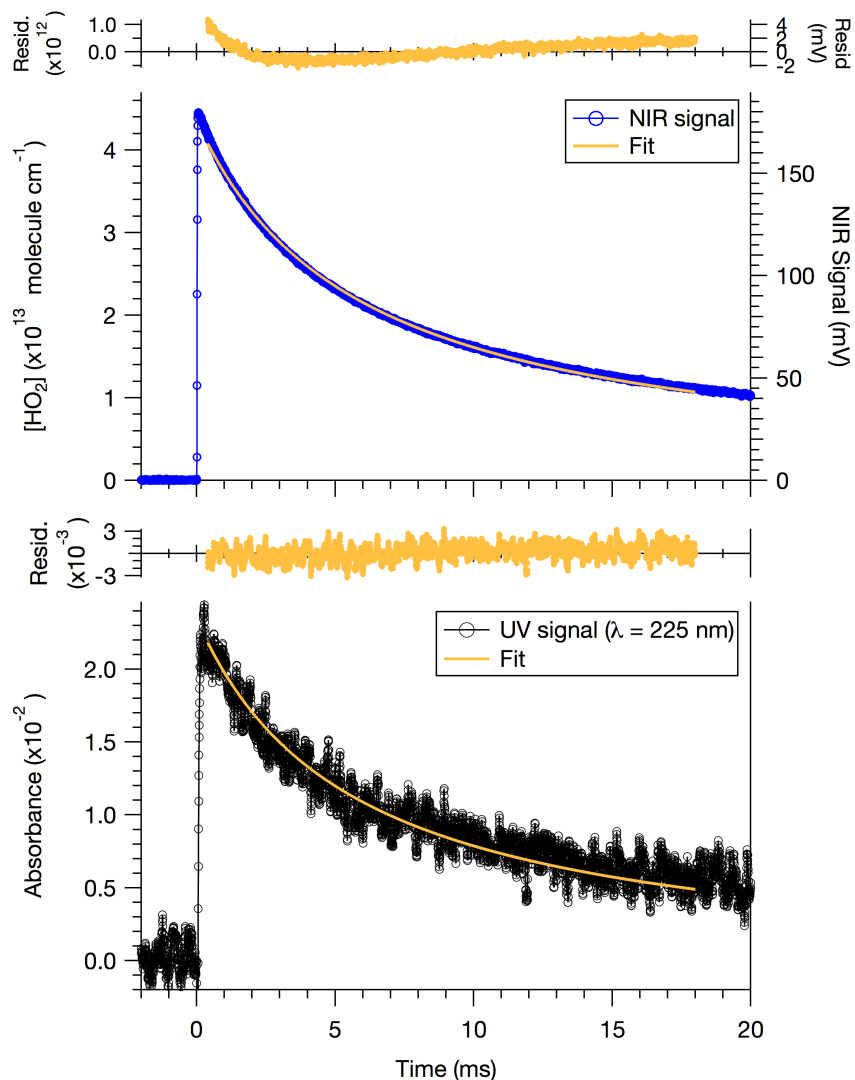 Resid.
(x10¹²)
1.0
0.0
4
2
-2
Resid
(mV)
NIR signal
Fit
4
3
2
1
0
[HO₂] (x10¹³ molecule cm⁻¹)
150
100
50
0
NIR Signal (mV)
Resid.
(x10⁻³)
3
-3
UV signal (λ = 225 nm)
Fit
2.0
1.5
1.0
0.5
0.0
Absorbance (x10⁻²)
0
5
10
15
20
Time (ms)